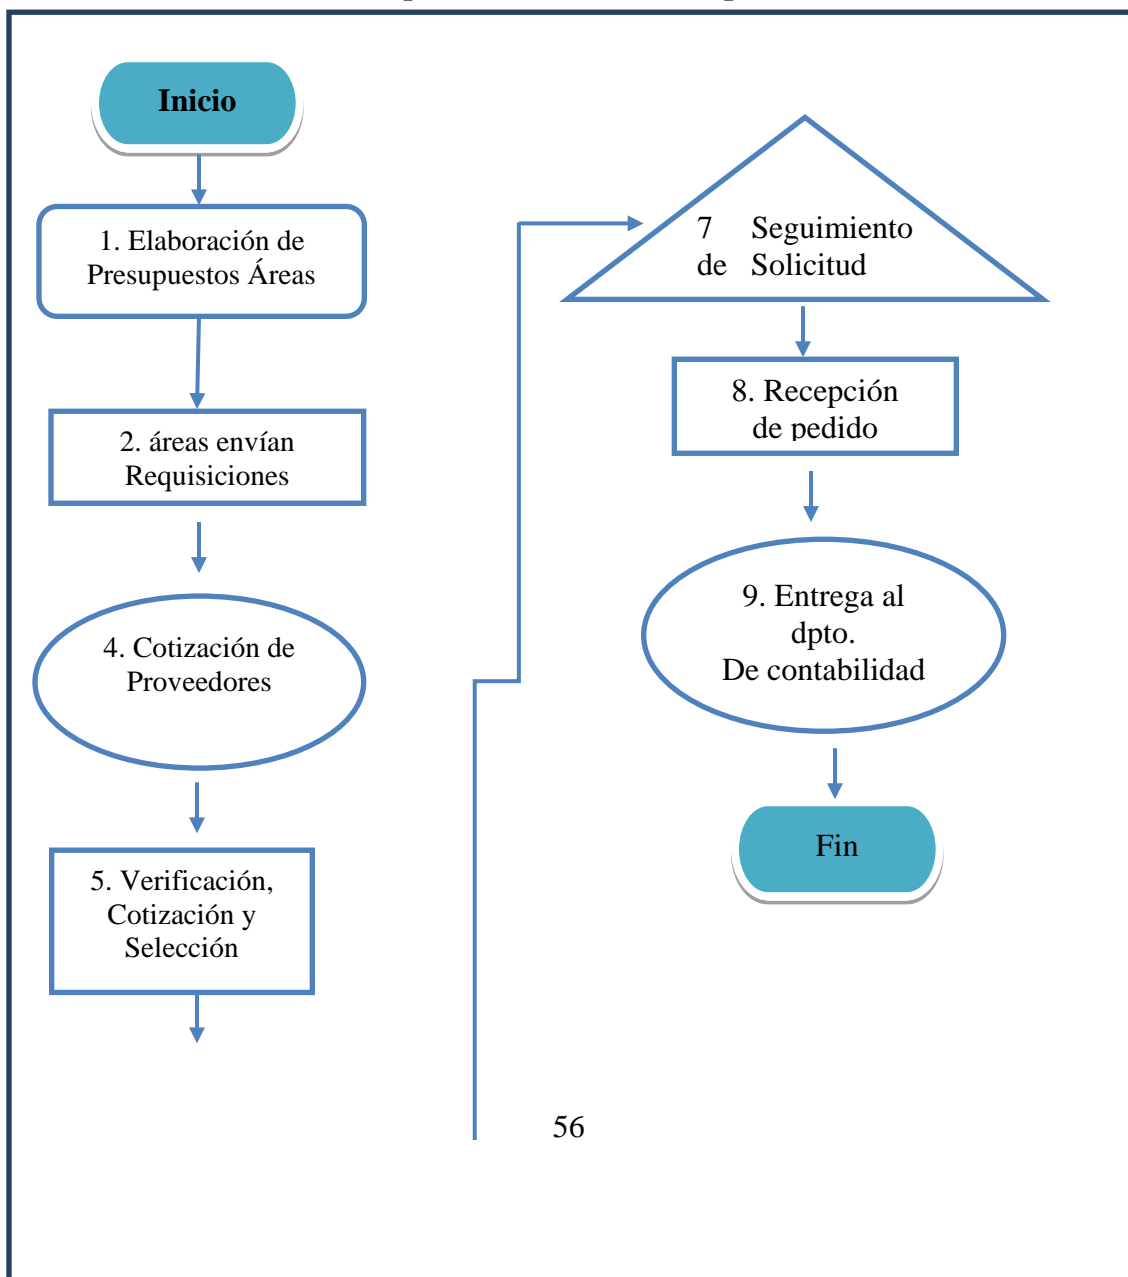 Inicio
1. Elaboración de
Presupuestos Áreas
2. áreas envían
Requisiciones
4. Cotización de
Proveedores
5. Verificación,
Cotización y
Selección
7 Seguimiento
de Solicitud
8. Recepción
de pedido
9. Entrega al
dpto.
De contabilidad
Fin
56